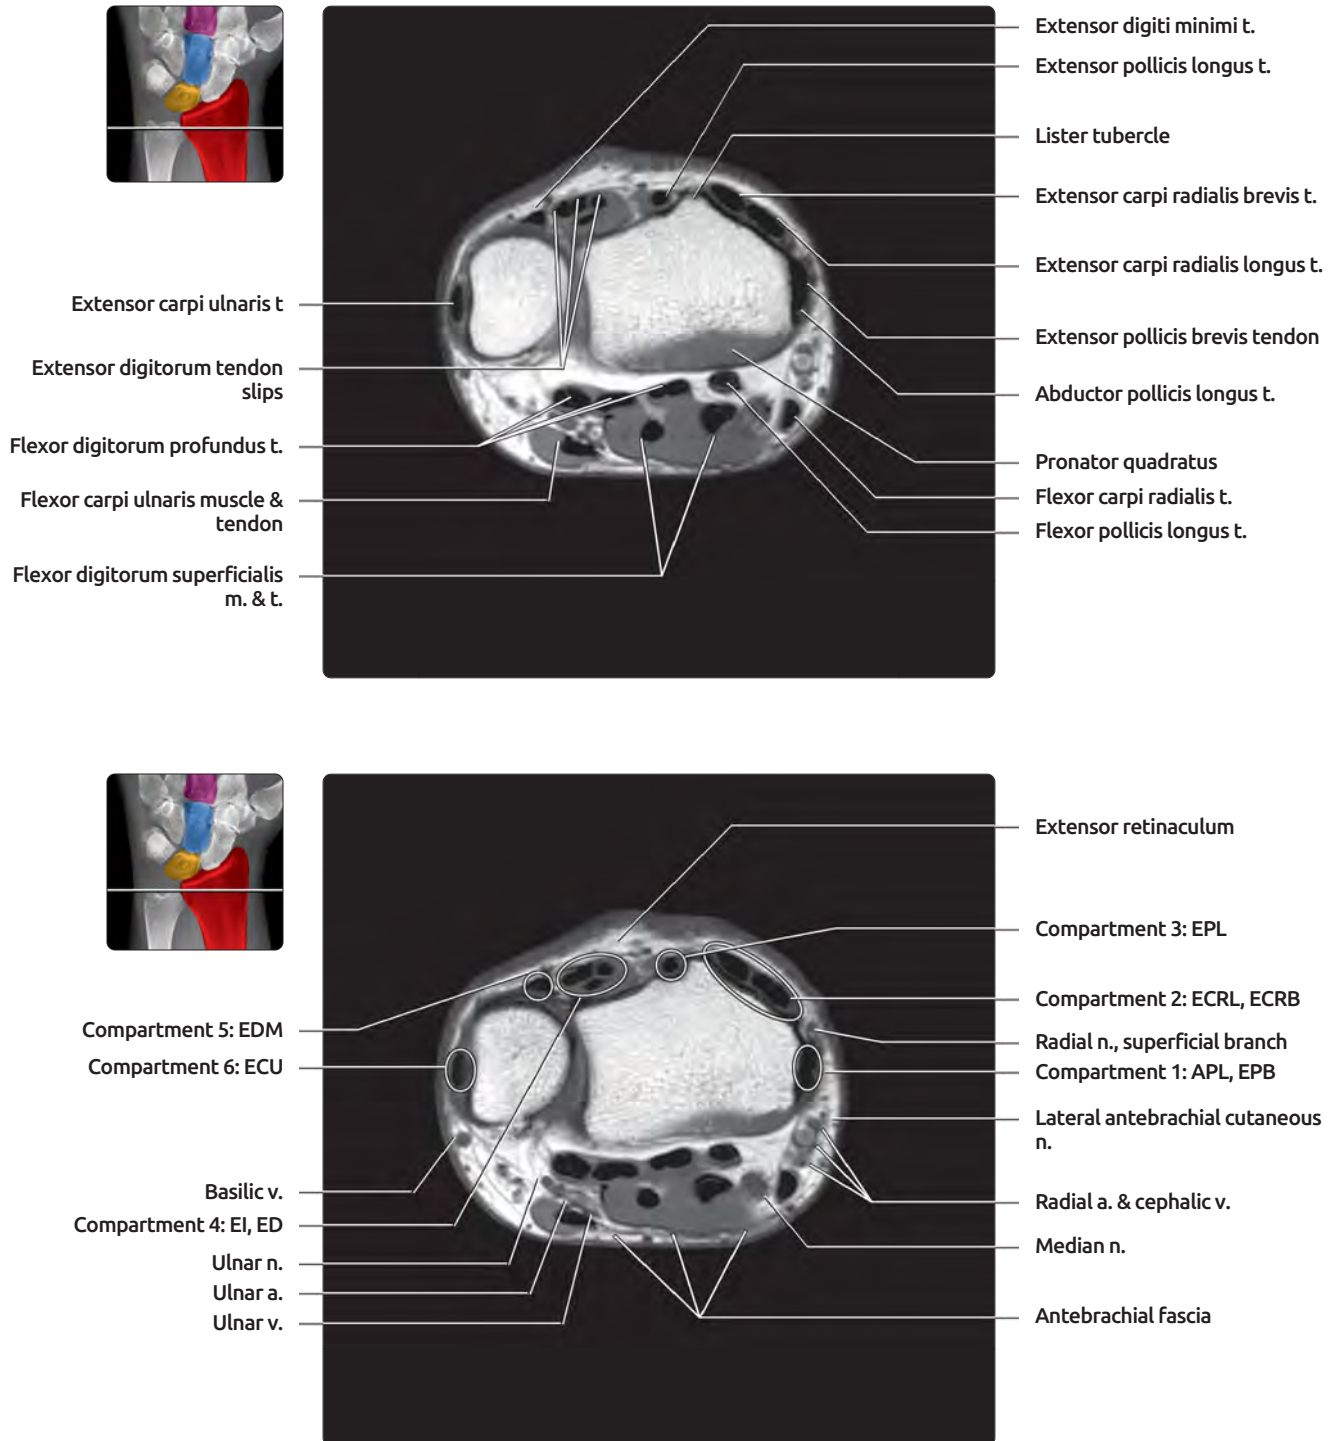 Extensor digiti minimi t.
Extensor pollicis longus t.
Lister tubercle
Extensor carpi radialis brevis t.
Extensor carpi radialis longus t.
Extensor carpi ulnaris t
Extensor pollicis brevis tendon
Extensor digitorum tendon
slips
Abductor pollicis longus t.
Flexor digitorum profundus t.
Pronator quadratus
Flexor carpi ulnaris muscle &
tendon
Flexor carpi radialis t.
Flexor pollicis longus t.
Flexor digitorum superficialis
m. & t.
Extensor retinaculum
Compartment 3: EPL
Compartment 2: ECRL, ECRB
Compartment 5: EDM
Radial n., superficial branch
Compartment 6: ECU
Compartment 1: APL, EPB
Lateral antebrachial cutaneous
n.
Basilic v.
Radial a. & cephalic v.
Compartment 4: EI, ED
Median n.
Ulnar n.
Ulnar a.
Ulnar v.
Antebrachial fascia